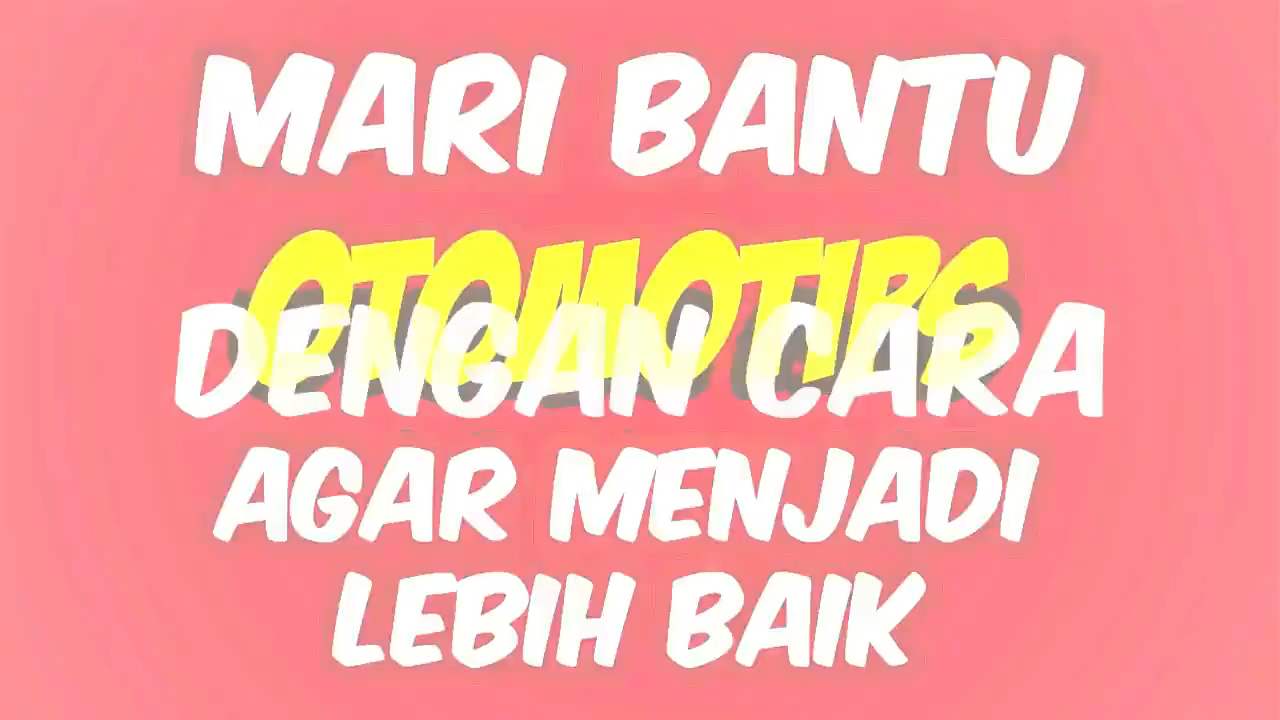 MARI BANTU
OTOMOTIPS
DENGAN CARA
AGAR MENJADI
LEBIH BAIK